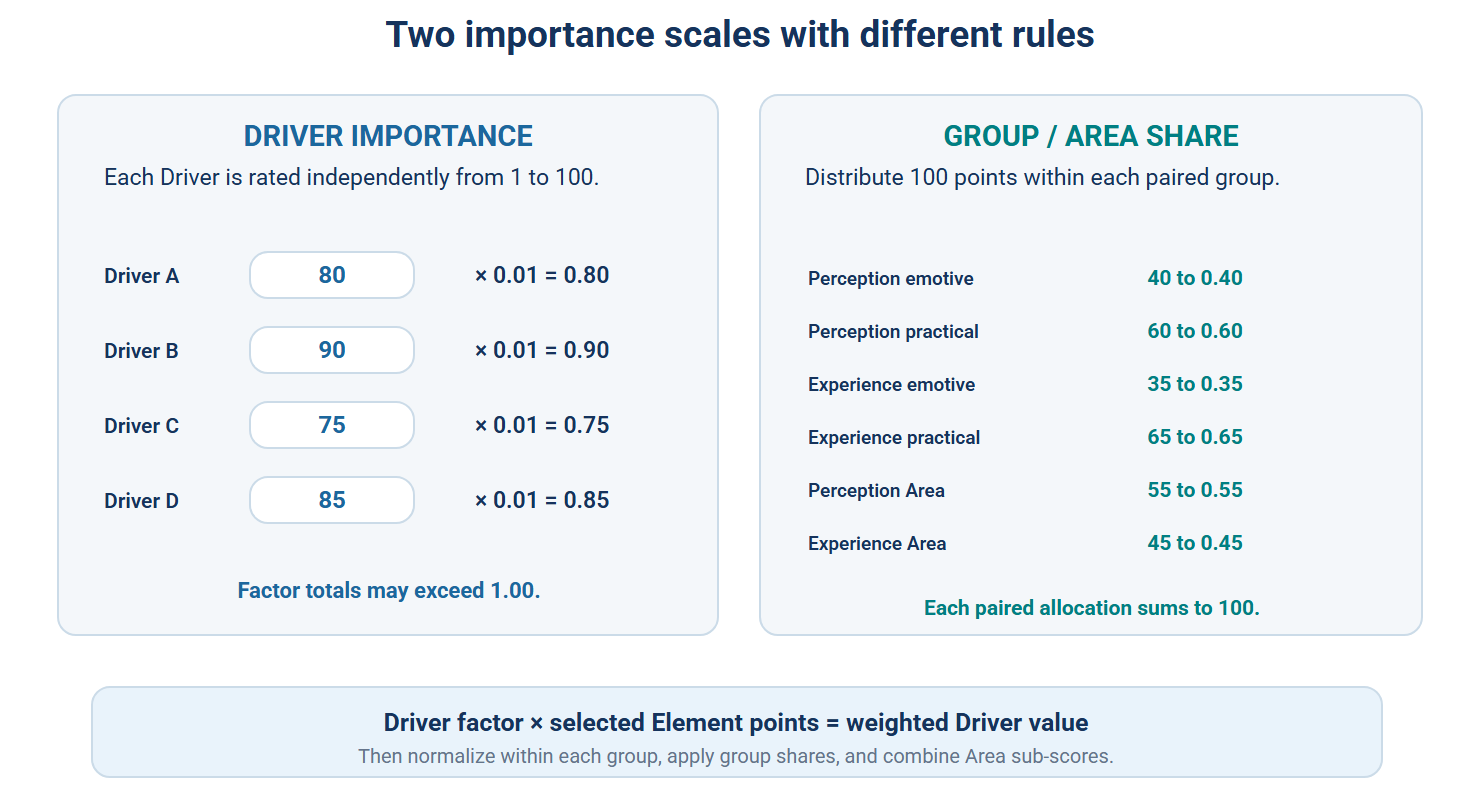 Two importance scales with different rules
DRIVER IMPORTANCE
Each Driver is rated independently from 1 to 100.
Driver A 80 × 0.01 = 0.80
Driver B 90 × 0.01 = 0.90
Driver C 75 × 0.01 = 0.75
Driver D 85 × 0.01 = 0.85
Factor totals may exceed 1.00.
GROUP / AREA SHARE
Distribute 100 points within each paired group.
Perception emotive 40 to 0.40
Perception practical 60 to 0.60
Experience emotive 35 to 0.35
Experience practical 65 to 0.65
Perception Area 55 to 0.55
Experience Area 45 to 0.45
Each paired allocation sums to 100.
Driver factor × selected Element points = weighted Driver value
Then normalize within each group, apply group shares, and combine Area sub-scores.